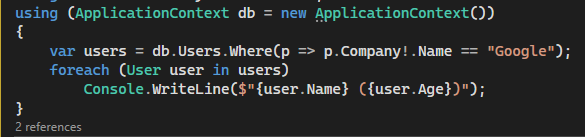 using (ApplicationContext db = new ApplicationContext())
{
    var users = db.Users.Where(p => p.Company!.Name == "Google");
    foreach (User user in users)
        Console.WriteLine($"{user.Name} ({user.Age})");
}
2 references